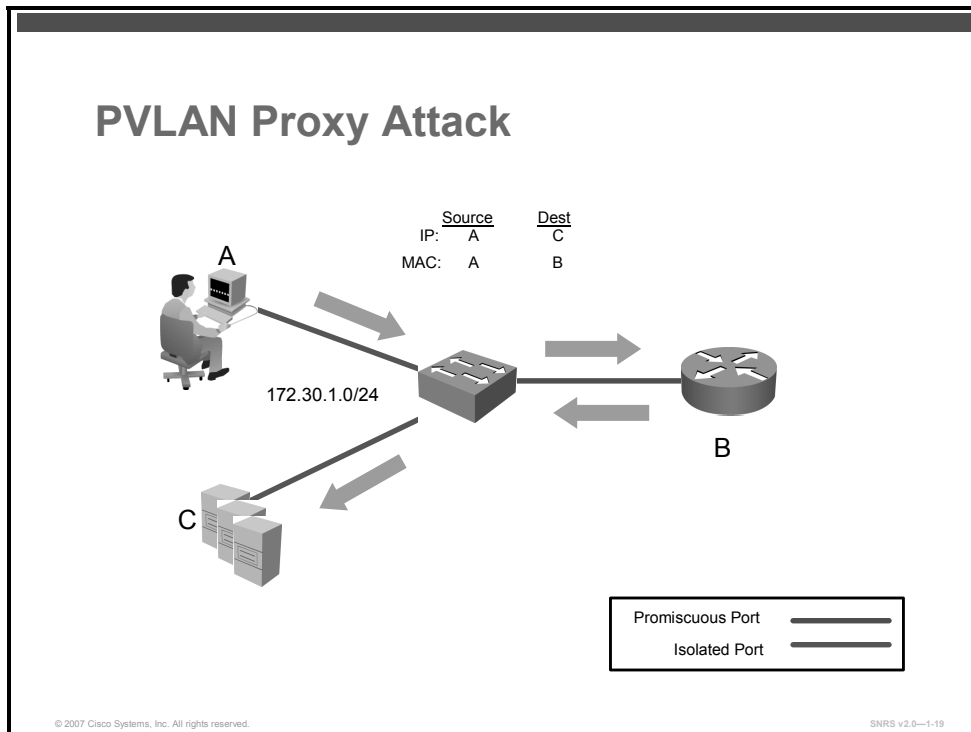 PVLAN Proxy Attack
Source Dest
IP: A C
MAC: A B
A
172.30.1.0/24
B
C
Promiscuous Port
Isolated Port
© 2007 Cisco Systems, Inc. All rights reserved. SNRS v2.0—1-19